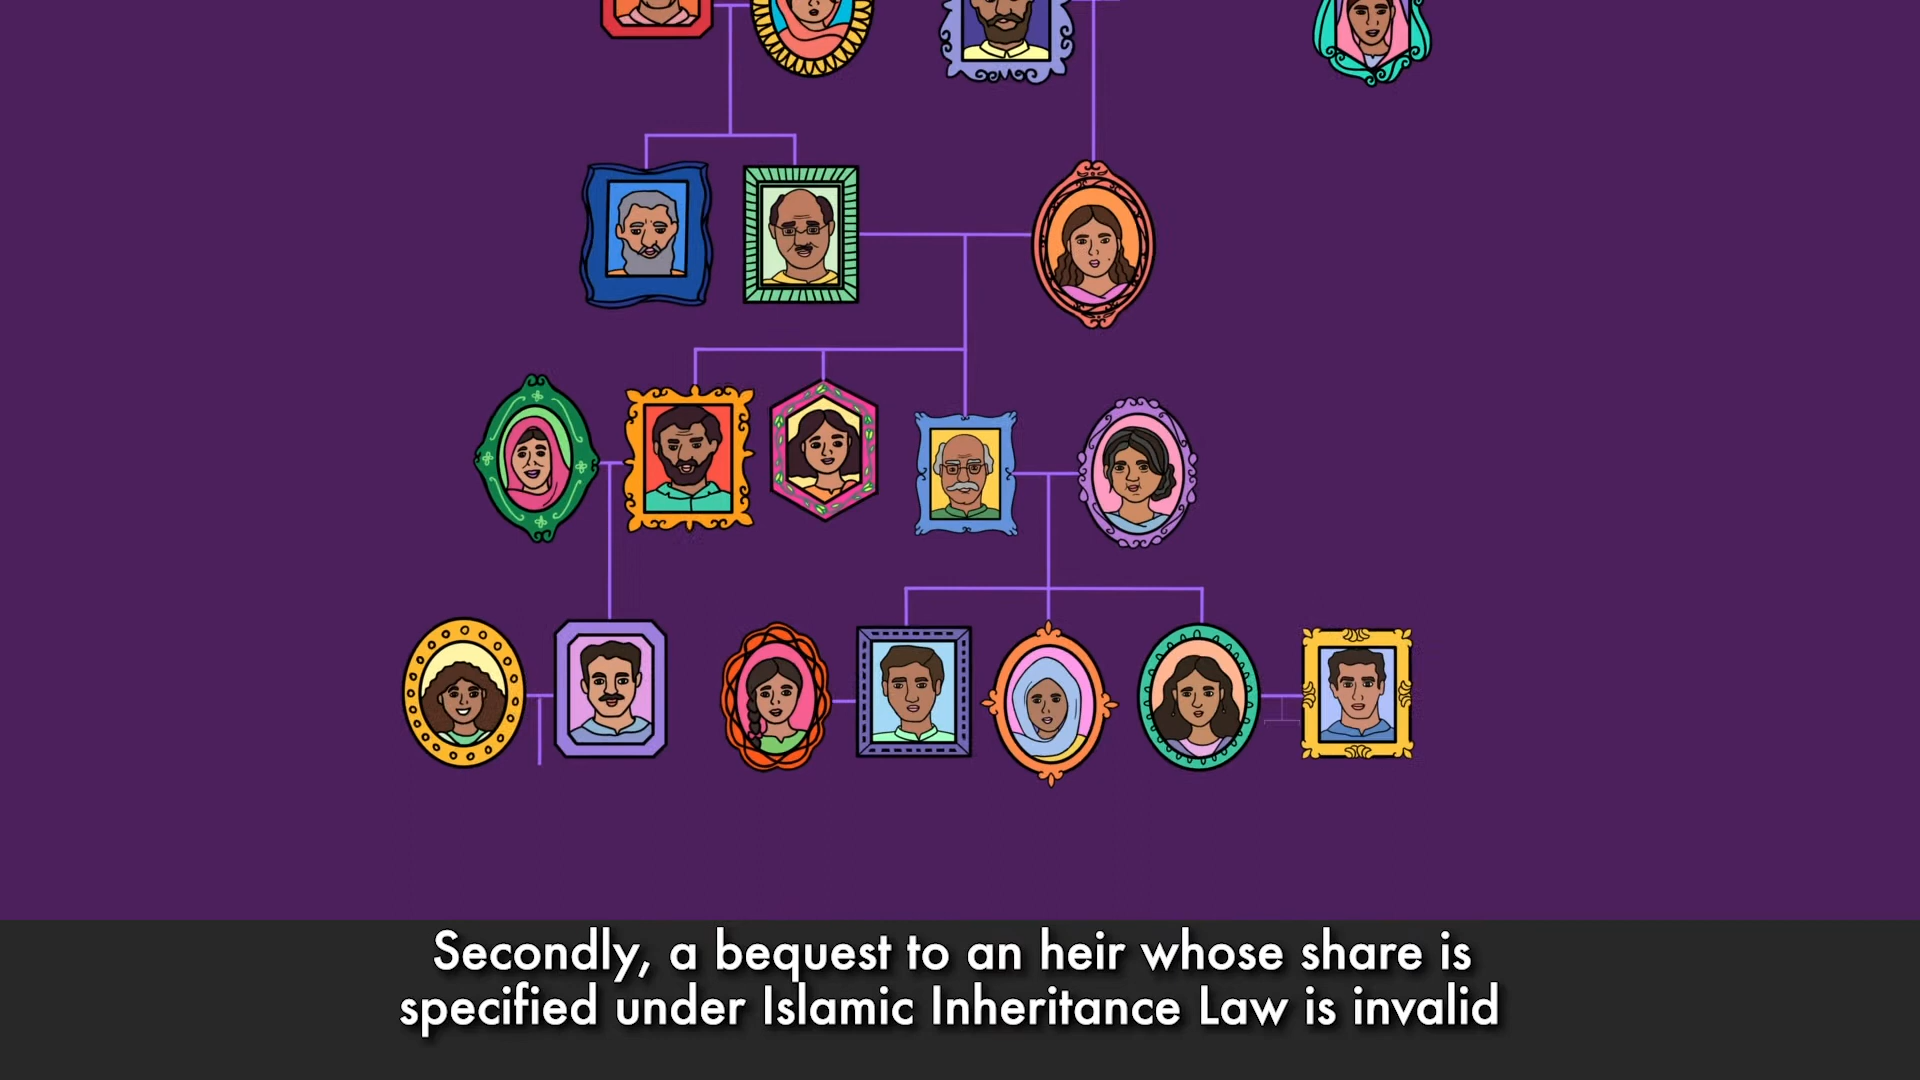 Secondly, a bequest to an heir whose share is
specified under Islamic Inheritance Law is invalid